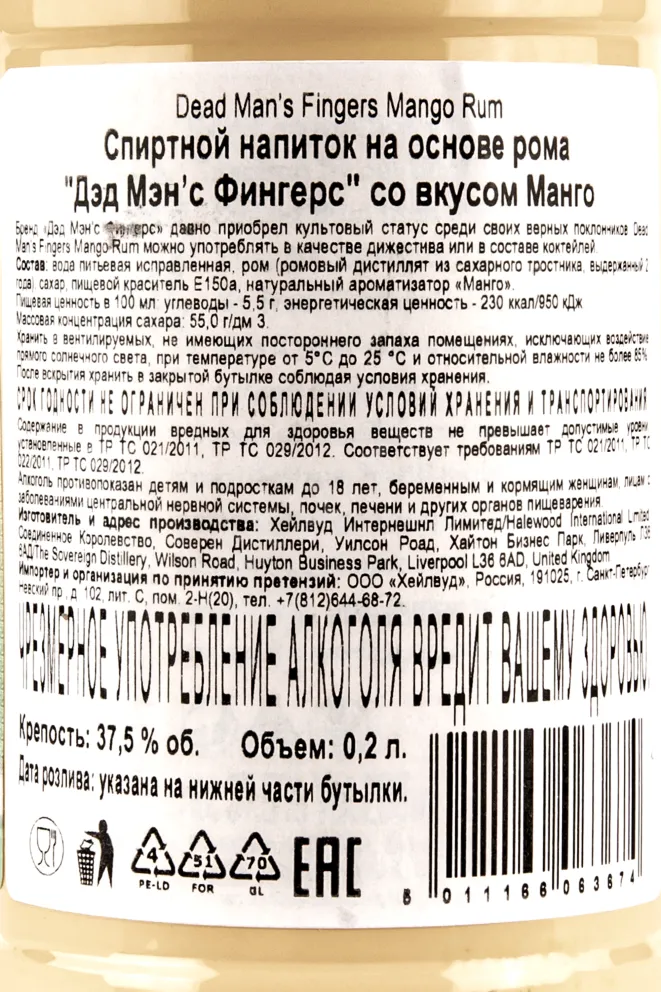 Dead Man's Fingers Mango Rum
Спиртной напиток на основе рома
"Дэд Мэн'с Фингерс" со вкусом Манго
Бренд «Дэд Мэн'с Фингерс» давно приобрел культовый статус среди своих верных поклонников. Dead
Man's Fingers Mango Rum можно употреблять в качестве дижестива или в составе коктейлей.
Состав: вода питьевая исправленная, ром (ромовый дистиллят из сахарного тростника, выдержанный 2
года), сахар, пищевой краситель Е150а, натуральный ароматизатор «Манго».
Пищевая ценность в 100 мл: углеводы - 5,5 г, энергетическая ценность - 230 ккал/950 кДж
Массовая концентрация сахара: 55,0 г/дм 3.
Хранить в вентилируемых, не имеющих постороннего запаха помещениях, исключающих воздействие
прямого солнечного света, при температуре от 5°С до 25 °С и относительной влажности не более 85%
После вскрытия хранить в закрытой бутылке соблюдая условия хранения.
СРОК ГОДНОСТИ НЕ ОГРАНИЧЕН ПРИ СОБЛЮДЕНИИ УСЛОВИЙ ХРАНЕНИЯ И ТРАНСПОРТИРОВАНИЯ
Содержание в продукции вредных для здоровья веществ не превышает допустимые уровни
установленные в ТР ТС 021/2011, ТР ТС 029/2012. Соответствует требованиям ТР ТС 021/2011, ТР ТС
022/2011, ТР ТС 029/2012.
Алкоголь противопоказан детям и подросткам до 18 лет, беременным и кормящим женщинам, лицам с
заболеваниями центральной нервной системы, почек, печени и других органов пищеварения.
Изготовитель и адрес производства: Хейлвуд Интернешнл Лимитед/Halewood International Limited
Соединенное Королевство, Соверен Дистиллери, Уилсон Роад, Хайтон Бизнес Парк, Ливерпуль Л36
6АД/The Sovereign Distillery, Wilson Road, Huyton Business Park, Liverpool L36 6AD, United Kingdom
Импортер и организация по принятию претензий: ООО «Хейлвуд», Россия, 191025, г. Санкт-Петербург
Невский пр., д. 102, лит. С, пом. 2-Н(20), тел. +7(812)644-68-72.
ЧРЕЗМЕРНОЕ УПОТРЕБЛЕНИЕ АЛКОГОЛЯ ВРЕДИТ ВАШЕМУ ЗДОРОВЬЮ
Крепость: 37,5 % об. Объем: 0,2 л.
Дата розлива: указана на нижней части бутылки.
4 51 70
PE-LD FOR GL
ЕАС
5 011166 063674